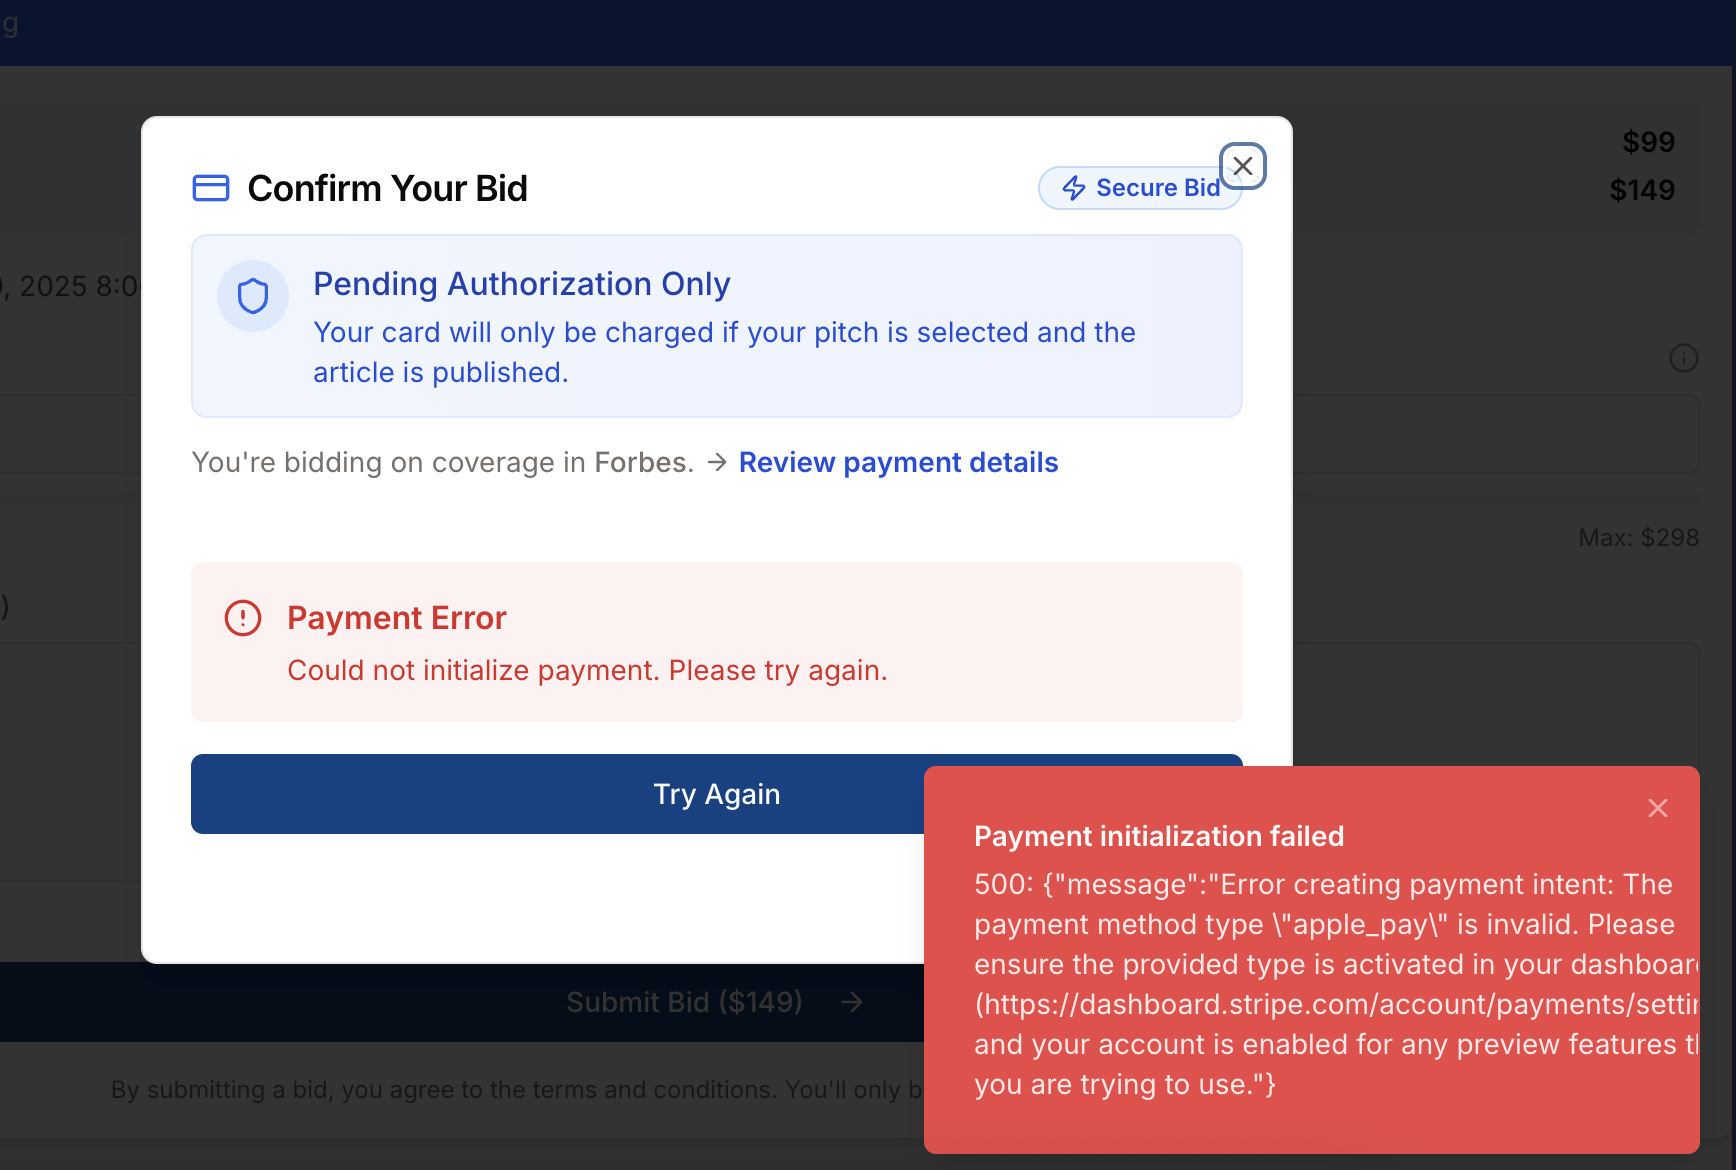 g
$99
$149
, 2025 8:0
Confirm Your Bid
Secure Bid
Pending Authorization Only
Your card will only be charged if your pitch is selected and the
article is published.
You're bidding on coverage in Forbes. → Review payment details
Max: $298
)
Payment Error
Could not initialize payment. Please try again.
Try Again
Payment initialization failed
500: {"message":"Error creating payment intent: The
payment method type \"apple_pay\" is invalid. Please
ensure the provided type is activated in your dashboar
(https://dashboard.stripe.com/account/payments/settin
and your account is enabled for any preview features th
you are trying to use."}
Submit Bid ($149) →
By submitting a bid, you agree to the terms and conditions. You'll only b